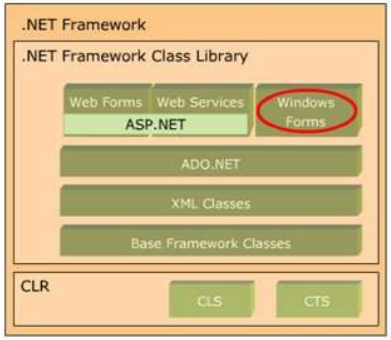 .NET Framework
.NET Framework Class Library
Web Forms Web Services Windows
Forms
ASP.NET
ADO.NET
XML Classes
Base Framework Classes
CLR
CLS CTS